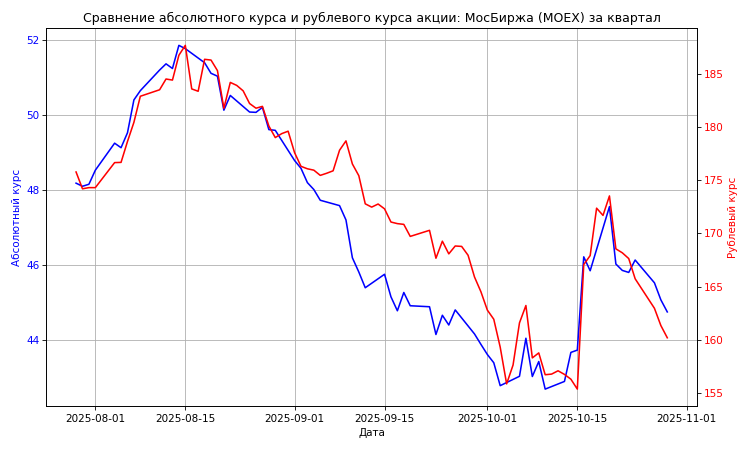 Сравнение абсолютного курса и рублевого курса акции: МосБиржа (MOEX) за квартал
52
50
48
46
44
Абсолютный курс
185
180
175
170
165
160
155
Рублевый курс
2025-08-01 2025-08-15 2025-09-01 2025-09-15 2025-10-01 2025-10-15 2025-11-01
Дата